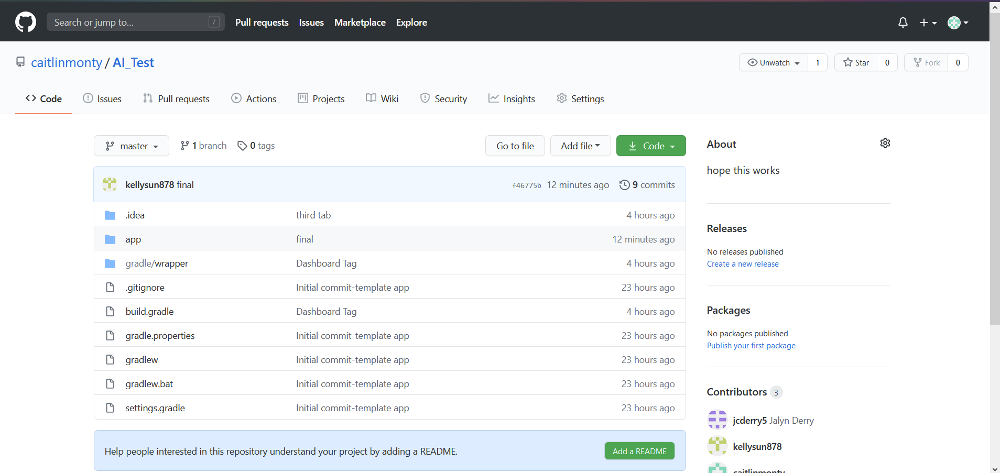 Search or jump to... /
Pull requests Issues Marketplace Explore
caitlinmonty / AI_Test
Unwatch 1 Star 0 Fork 0
Code Issues Pull requests Actions Projects Wiki Security Insights Settings
master 1 branch 0 tags Go to file Add file Code
kellysun878 final f46775b 12 minutes ago 9 commits
.idea third tab 4 hours ago
app final 12 minutes ago
gradle/wrapper Dashboard Tag 4 hours ago
.gitignore Initial commit-template app 23 hours ago
build.gradle Dashboard Tag 4 hours ago
gradle.properties Initial commit-template app 23 hours ago
gradlew Initial commit-template app 23 hours ago
gradlew.bat Initial commit-template app 23 hours ago
settings.gradle Initial commit-template app 23 hours ago
Help people interested in this repository understand your project by adding a README. Add a README
About
hope this works
Releases
No releases published
Create a new release
Packages
No packages published
Publish your first package
Contributors 3
jcderry5 Jalyn Derry
kellysun878
caitlinmonty